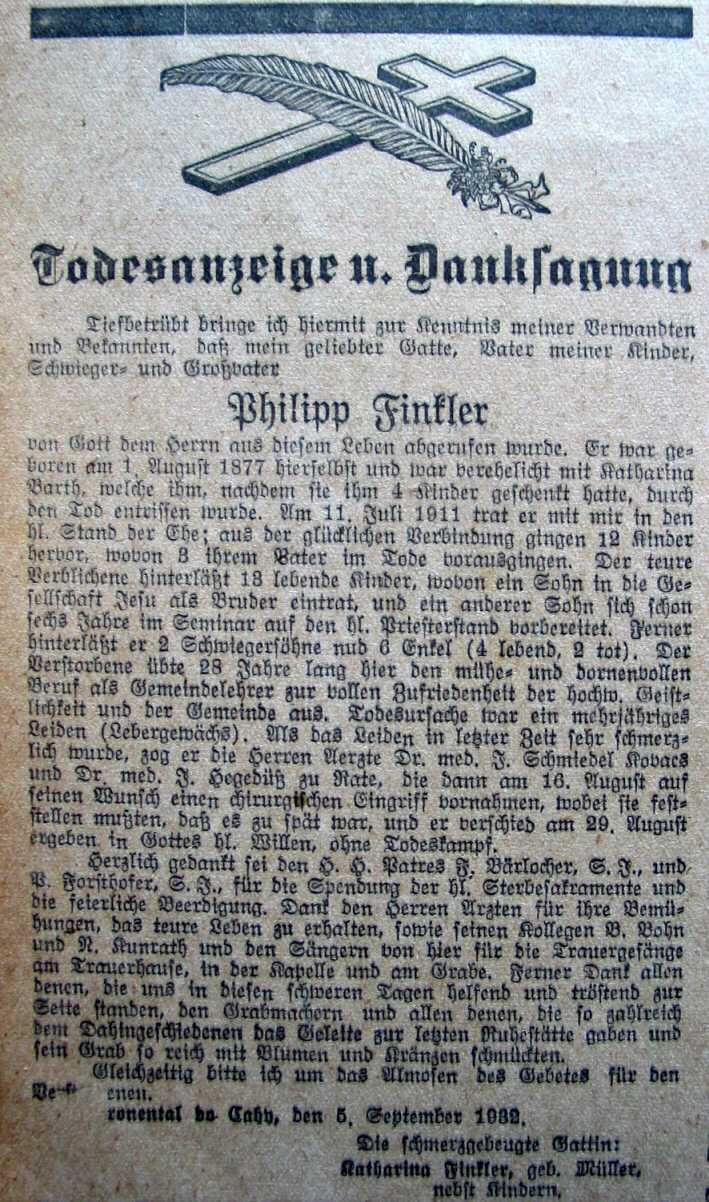 Todesanzeige u. Danksagung
Tiefbetrübt bringe ich hiermit zur Kenntnis meiner Verwandten
und Bekannten, daß mein geliebter Gatte, Vater meiner Kinder,
Schwieger- und Großvater
Philipp Finkler
von Gott dem Herrn aus diesem Leben abgerufen wurde. Er war ge-
boren am 1. August 1877 hierselbst und war verehelicht mit Katharina
Barth, welche ihm, nachdem sie ihm 4 Kinder geschenkt hatte, durch
den Tod entrissen wurde. Am 11. Juli 1911 trat er mit mir in den
hl. Stand der Ehe; aus der glücklichen Verbindung gingen 12 Kinder
hervor, wovon 3 ihrem Vater im Tode vorausgingen. Der teure
Verblichene hinterläßt 13 lebende Kinder, wovon ein Sohn in die Ge-
sellschaft Jesu als Bruder eintrat, und ein anderer Sohn sich schon
sechs Jahre im Seminar auf den hl. Priesterstand vorbereitet. Ferner
hinterläßt er 2 Schwiegersöhne nud 6 Enkel (4 lebend, 2 tot). Der
Verstorbene übte 28 Jahre lang hier den mühe- und dornenvollen
Beruf als Gemeindelehrer zur vollen Zufriedenheit der hochw. Geist-
lichkeit und der Gemeinde aus. Todesursache war ein mehrjähriges
Leiden (Lebergewächs). Als das Leiden in letzter Zeit sehr schmerz-
lich wurde, zog er die Herren Aerzte Dr. med. J. Schmiedel Kovacs
und Dr. med. J. Hegedüß zu Rate, die dann am 16. August auf
seinen Wunsch einen chirurgischen Eingriff vornahmen, wobei sie fest-
stellen mußten, daß es zu spät war, und er verschied am 29. August
ergeben in Gottes hl. Willen, ohne Todeskampf.
Herzlich gedankt sei den H. H. Patres F. Bärlocher, S. J., und
P. Forsthofer, S. J., für die Spendung der hl. Sterbesakramente und
die feierliche Beerdigung. Dank den Herren Arzten für ihre Bemü-
hungen, das teure Leben zu erhalten, sowie seinen Kollegen B. Bohn
und N. Kunrath und den Sängern von hier für die Trauergesänge
am Trauerhause, in der Kapelle und am Grabe. Ferner Dank allen
denen, die uns in diesen schweren Tagen helfend und tröstend zur
Seite standen, den Grabmachern und allen denen, die so zahlreich
dem Dahingeschiedenen das Geleite zur letzten Ruhestätte gaben und
sein Grab so reich mit Blumen und Kränzen schmückten.
Gleichzeitig bitte ich um das Almosen des Gebetes für den
enen.
ronental do Cahy, den 5. September 1932.
Die schmerzgebeugte Gattin:
Katharina Finkler, geb. Müller,
nebst Kindern.